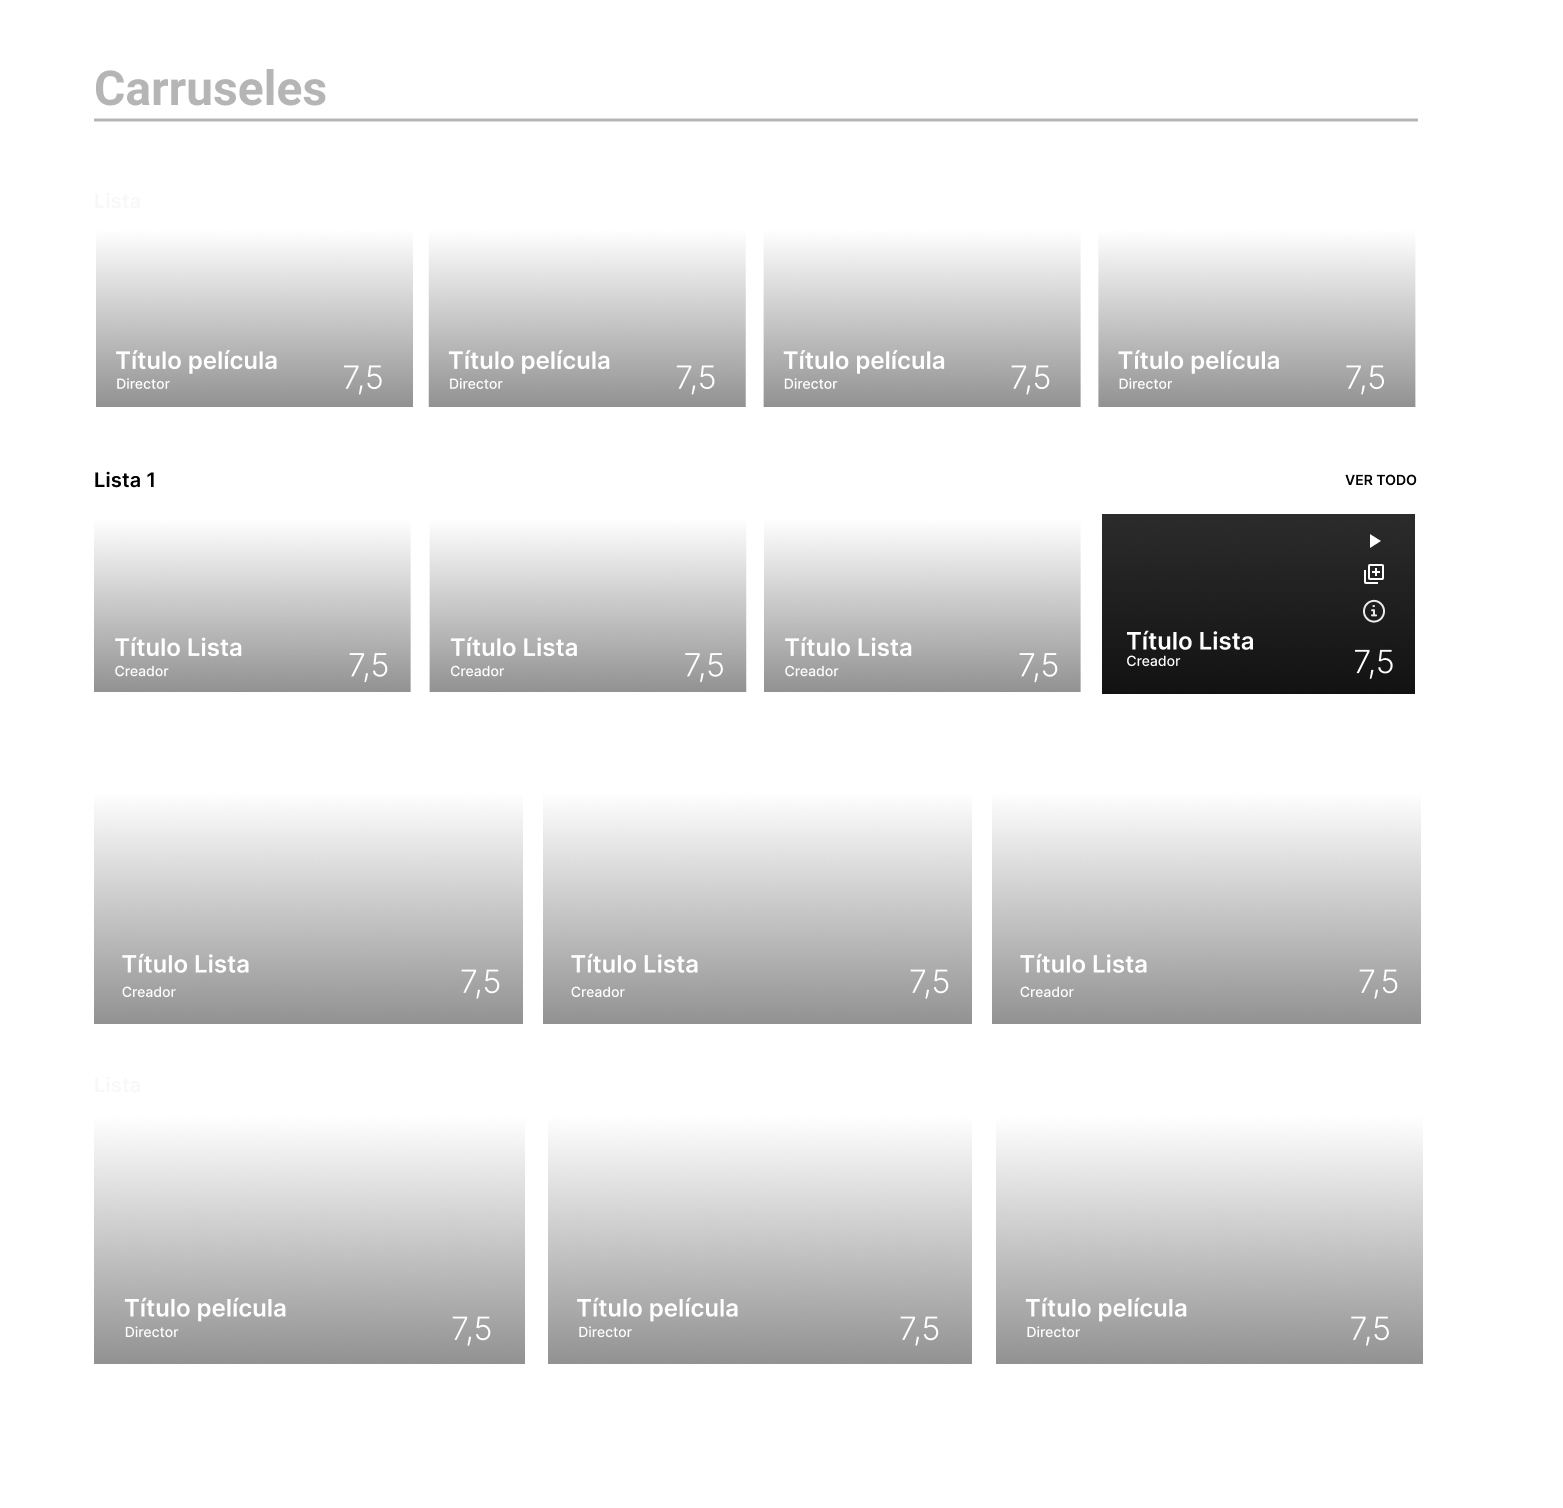 Carruseles
Lista
Título película Título película Título película Título película
Director 7,5 Director 7,5 Director 7,5 Director 7,5
Lista 1 VER TODO
Título Lista Título Lista Título Lista Título Lista
Creador 7,5 Creador 7,5 Creador 7,5 Creador 7,5
Título Lista Título Lista Título Lista
Creador 7,5 Creador 7,5 Creador 7,5
Lista
Título película Título película Título película
Director 7,5 Director 7,5 Director 7,5